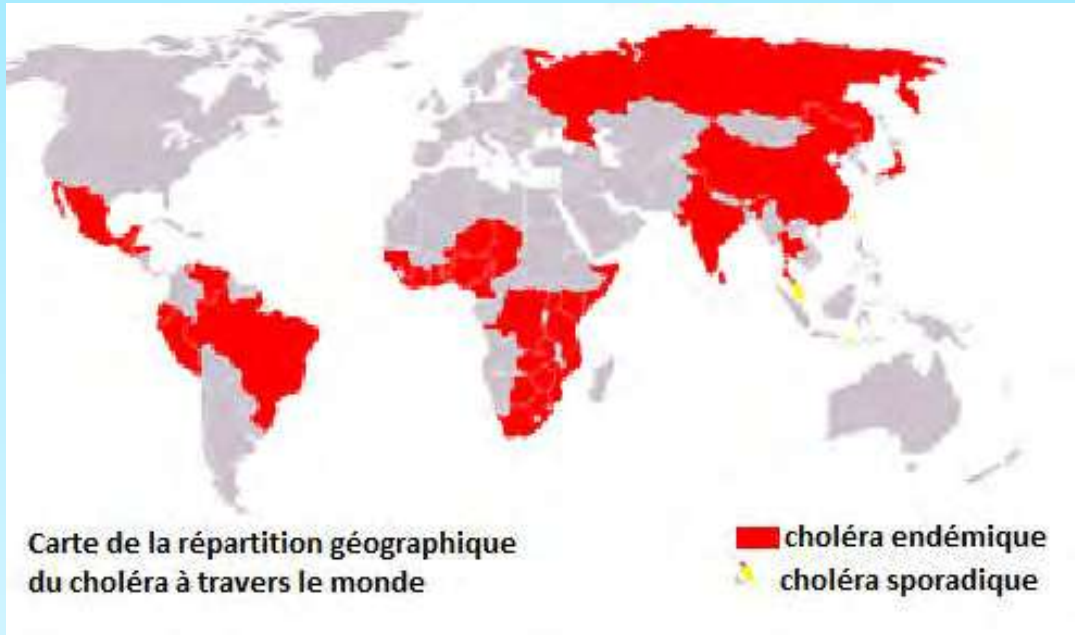 Carte de la répartition géographique
du choléra à travers le monde
choléra endémique
choléra sporadique